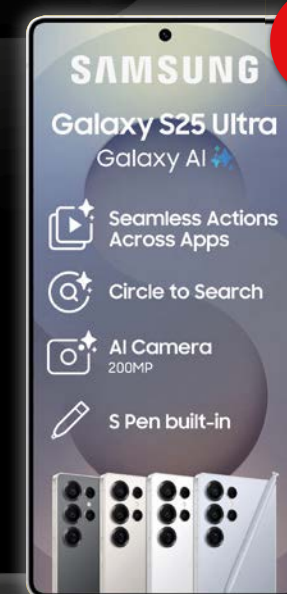 SAMSUNG
Galaxy S25 Ultra
Galaxy AI
Seamless Actions
Across Apps
Circle to Search
AI Camera
200MP
S Pen built-in